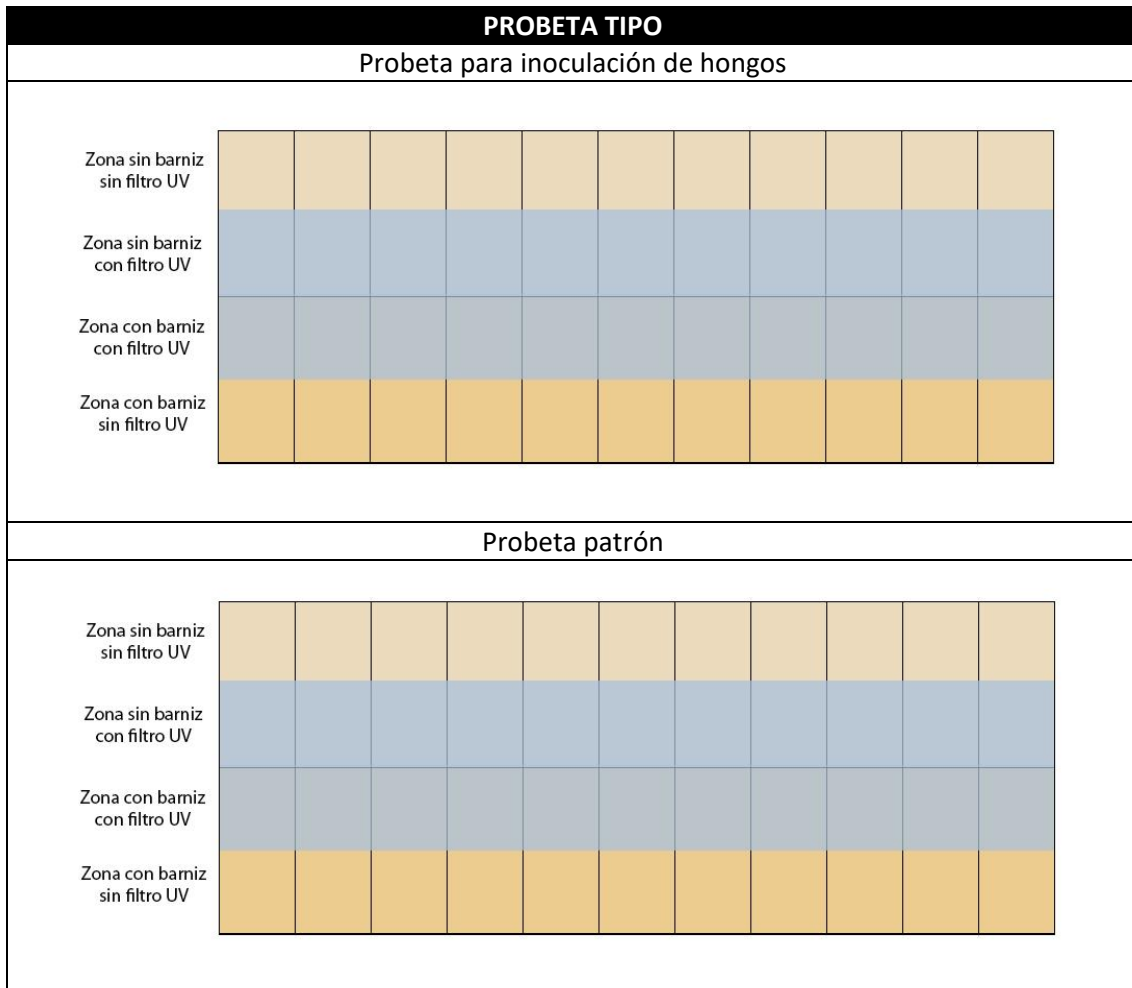 PROBETA TIPO
Probeta para inoculación de hongos
Zona sin barniz
sin filtro UV
Zona sin barniz
con filtro UV
Zona con barniz
con filtro UV
Zona con barniz
sin filtro UV
Probeta patrón
Zona sin barniz
sin filtro UV
Zona sin barniz
con filtro UV
Zona con barniz
con filtro UV
Zona con barniz
sin filtro UV